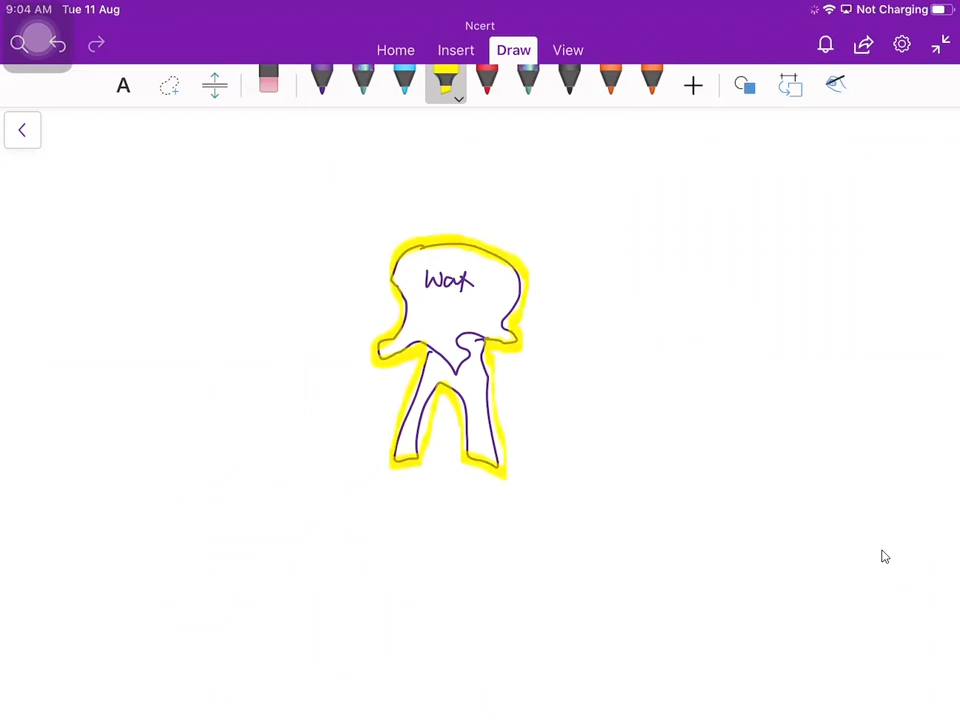 9:04 AM Tue 11 Aug
Not Charging
Ncert
Home Insert Draw View
A
Wax